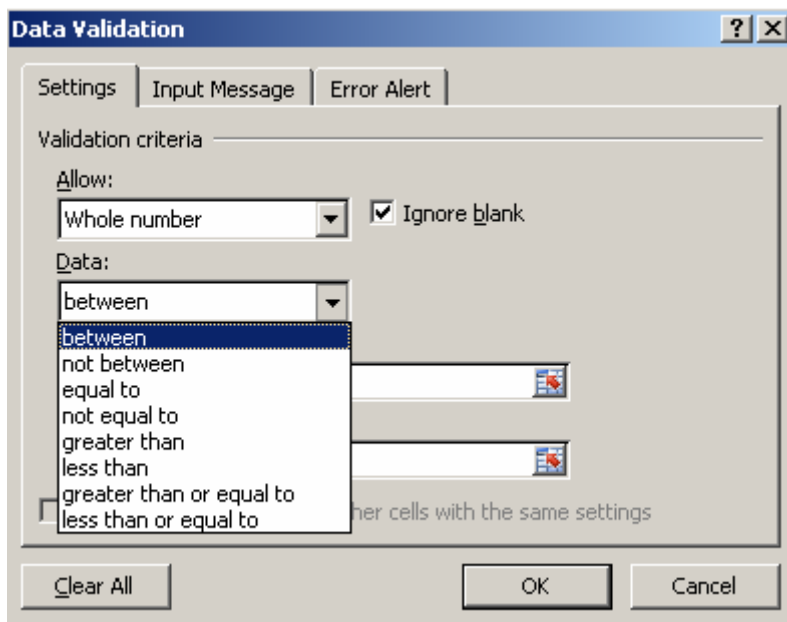 Data Validation
Settings Input Message Error Alert
Validation criteria
Allow:
Whole number Ignore blank
Data:
between
between
not between
equal to
not equal to
greater than
less than
greater than or equal to
less than or equal to
her cells with the same settings
Clear All OK Cancel